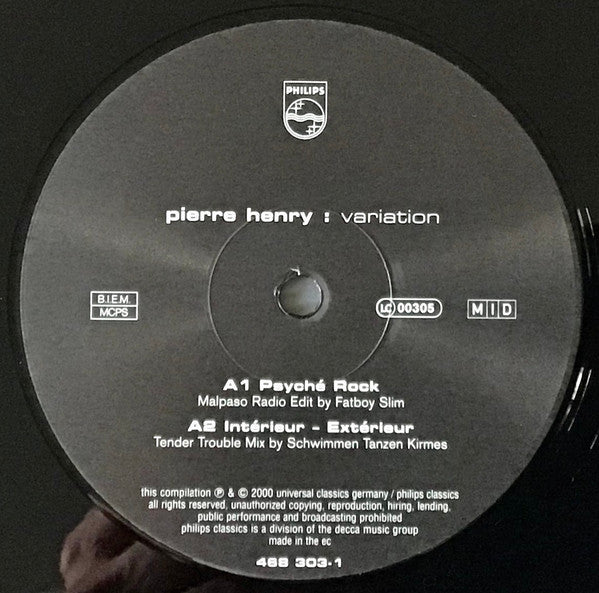 PHILIPS
pierre henry : variation
B.I.E.M.
MCPS
LC 00305
M I D
A1 Psyché Rock
Malpaso Radio Edit by Fatboy Slim
A2 Intérieur - Extérieur
Tender Trouble Mix by Schwimmen Tanzen Kirmes
this compilation ℗ & © 2000 universal classics germany / philips classics
all rights reserved, unauthorized copying, reproduction, hiring, lending,
public performance and broadcasting prohibited
philips classics is a division of the decca music group
made in the ec
468 303-1